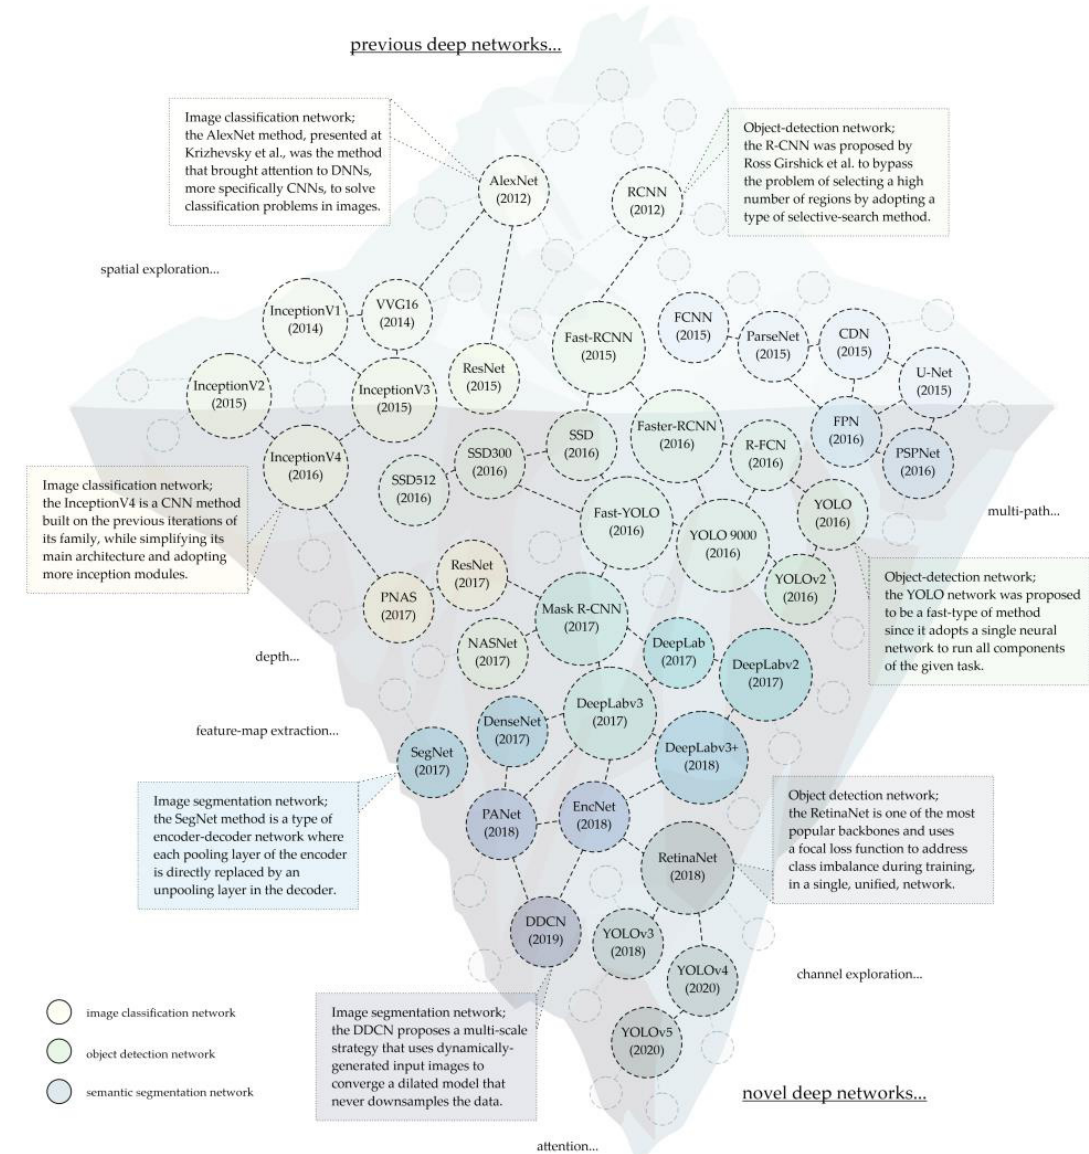 previous deep networks...
Image classification network;
the AlexNet method, presented at
Krizhevsky et al., was the method
that brought attention to DNNs,
more specifically CNNs, to solve
classification problems in images.
Object-detection network;
the R-CNN was proposed by
Ross Girshick et al. to bypass
the problem of selecting a high
number of regions by adopting a
type of selective-search method.
AlexNet
(2012)
RCNN
(2012)
spatial exploration...
InceptionV1
(2014)
VVG16
(2014)
Fast-RCNN
(2015)
FCNN
(2015)
ParseNet
(2015)
CDN
(2015)
InceptionV2
(2015)
InceptionV3
(2015)
ResNet
(2015)
U-Net
(2015)
InceptionV4
(2016)
SSD512
(2016)
SSD300
(2016)
SSD
(2016)
Faster-RCNN
(2016)
R-FCN
(2016)
FPN
(2016)
PSPNet
(2016)
Image classification network;
the InceptionV4 is a CNN method
built on the previous iterations of
its family, while simplifying its
main architecture and adopting
more inception modules.
Fast-YOLO
(2016)
YOLO 9000
(2016)
YOLO
(2016)
multi-path...
YOLOv2
(2016)
Object-detection network;
the YOLO network was proposed
to be a fast-type of method
since it adopts a single neural
network to run all components
of the given task.
PNAS
(2017)
ResNet
(2017)
Mask R-CNN
(2017)
NASNet
(2017)
DeepLab
(2017)
DeepLabv2
(2017)
depth...
feature-map extraction...
SegNet
(2017)
DenseNet
(2017)
DeepLabv3
(2017)
DeepLabv3+
(2018)
Image segmentation network;
the SegNet method is a type of
encoder-decoder network where
each pooling layer of the encoder
is directly replaced by an
unpooling layer in the decoder.
PANet
(2018)
EncNet
(2018)
RetinaNet
(2018)
Object detection network;
the RetinaNet is one of the most
popular backbones and uses
a focal loss function to address
class imbalance during training,
in a single, unified, network.
DDCN
(2019)
YOLOv3
(2018)
YOLOv4
(2020)
channel exploration...
YOLOv5
(2020)
image classification network
object detection network
semantic segmentation network
Image segmentation network;
the DDCN proposes a multi-scale
strategy that uses dynamically-
generated input images to
converge a dilated model that
never downsamples the data.
novel deep networks...
attention...